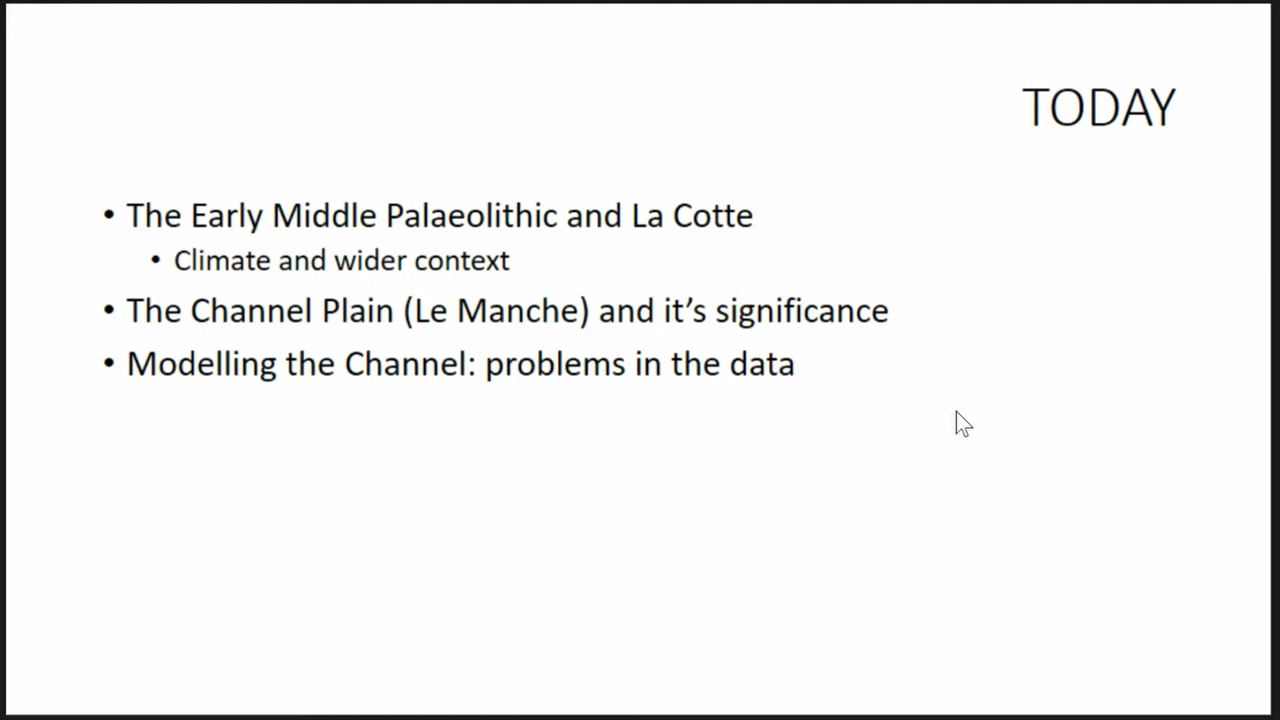 TODAY
• The Early Middle Palaeolithic and La Cotte
• Climate and wider context
• The Channel Plain (Le Manche) and it’s significance
• Modelling the Channel: problems in the data